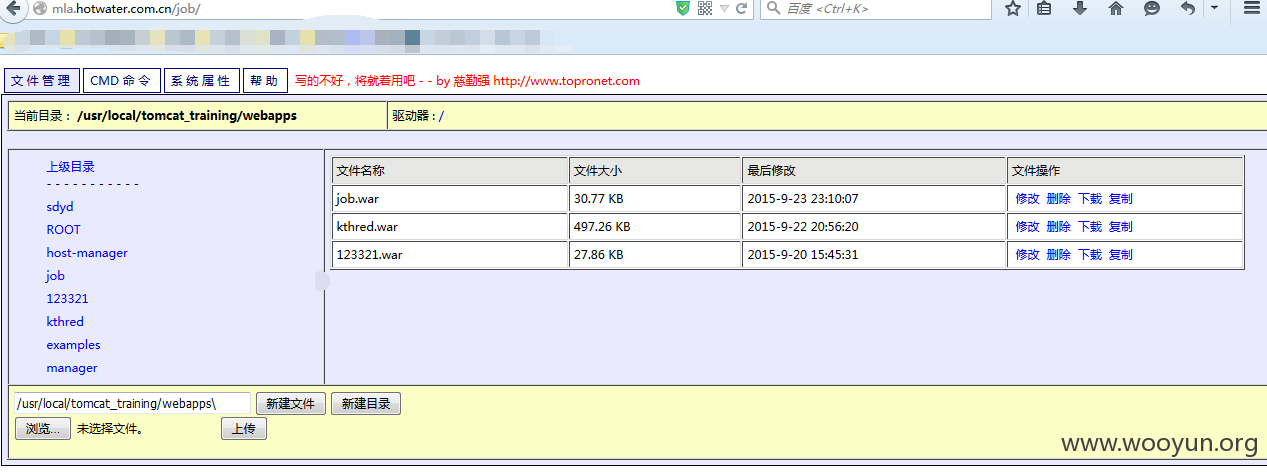 mla.hotwater.com.cn/job/
百度 <Ctrl+K>
文件管理 CMD 命令 系统属性 帮助 写的不好，将就着用吧 - - by 慈勤强 http://www.topronet.com
当前目录： /usr/local/tomcat_training/webapps 驱动器 : /
上级目录
- - - - - - - - - - -
sdyd
ROOT
host-manager
job
123321
kthred
examples
manager
文件名称 文件大小 最后修改 文件操作
job.war 30.77 KB 2015-9-23 23:10:07 修改 删除 下载 复制
kthred.war 497.26 KB 2015-9-22 20:56:20 修改 删除 下载 复制
123321.war 27.86 KB 2015-9-20 15:45:31 修改 删除 下载 复制
/usr/local/tomcat_training/webapps\ 新建文件 新建目录
浏览... 未选择文件。 上传
www.wooyun.org